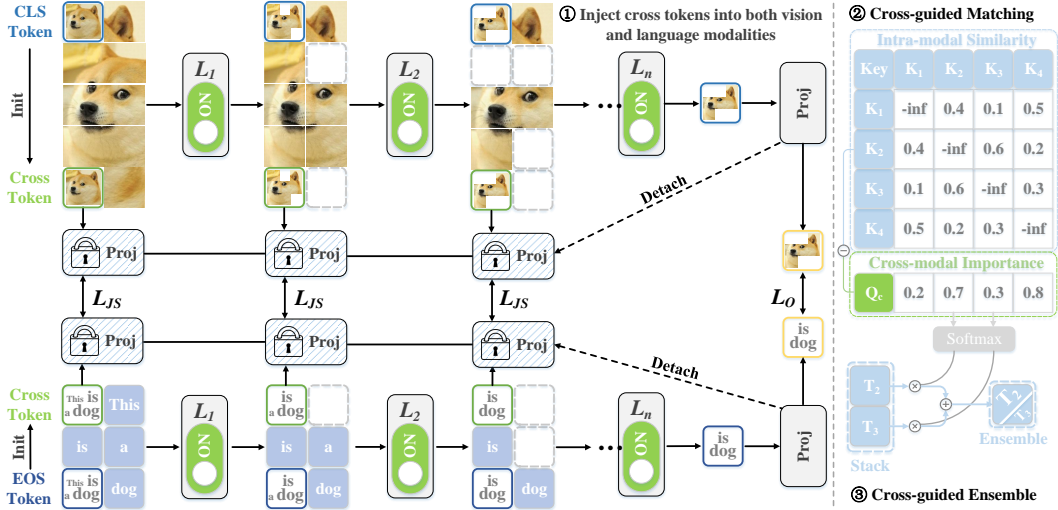 CLS
Token
Init
Cross
Token
L1
ON
L2
ON
Ln
ON
① Inject cross tokens into both vision
and language modalities
Proj
Detach
Proj
Proj
Proj
LJS
LJS
LJS
LO
Proj
Proj
Proj
is
dog
Detach
Cross
Token
Init
EOS
Token
This is
a dog
This
is
a
This is
a dog
dog
L1
ON
is
a dog
is
a
is
a dog
dog
L2
ON
is
dog
is
is
dog
dog
Ln
ON
is
dog
Proj
② Cross-guided Matching
Intra-modal Similarity
Key K1 K2 K3 K4
K1 -inf 0.4 0.1 0.5
K2 0.4 -inf 0.6 0.2
K3 0.1 0.6 -inf 0.3
K4 0.5 0.2 0.3 -inf
Cross-modal Importance
Qc 0.2 0.7 0.3 0.8
Softmax
T2
T3
Stack
T2
T3
Ensemble
③ Cross-guided Ensemble